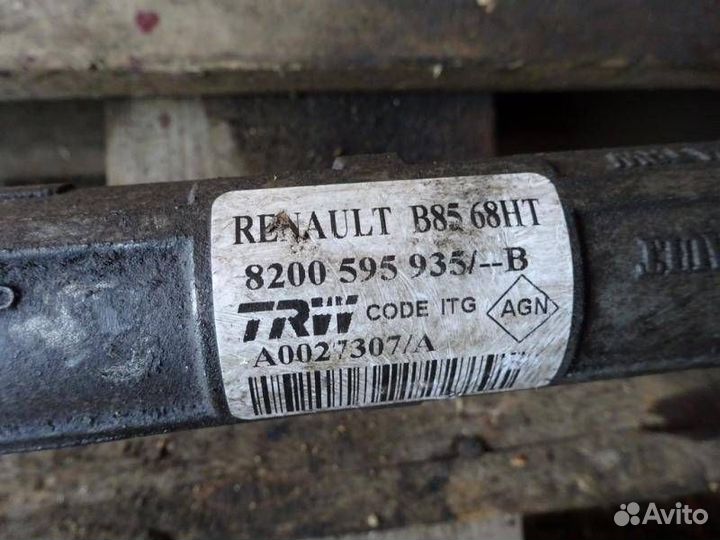 RENAULT B85 68HT
8200 595 935/--B
TRW CODE ITG AGN
A0027307/A
Avito